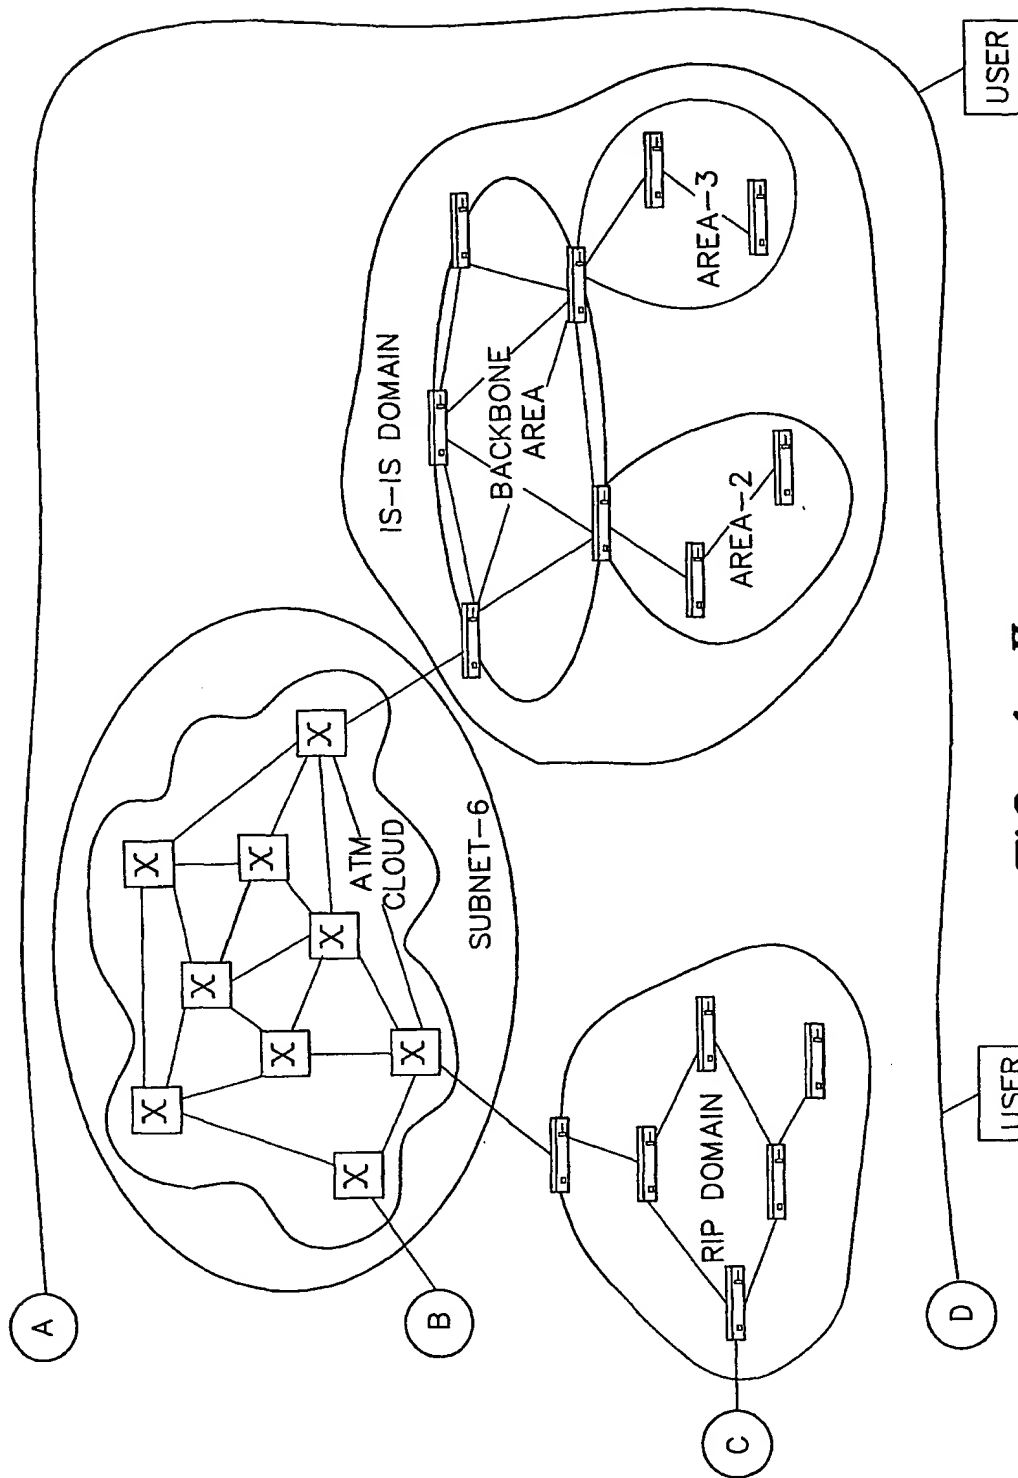 A
ATM
CLOUD
IS-IS DOMAIN
B
SUBNET-6
BACKBONE
AREA
RIP DOMAIN
AREA-3
C
AREA-2
D
USER
USER